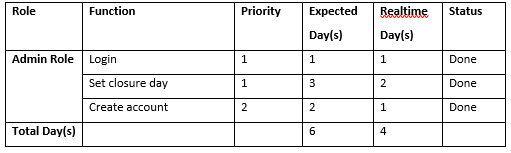 Role Function Priority Expected Day(s) Realtime Day(s) Status
Admin Role Login 1 1 1 Done
Set closure day 1 3 2 Done
Create account 2 2 1 Done
Total Day(s) 6 4